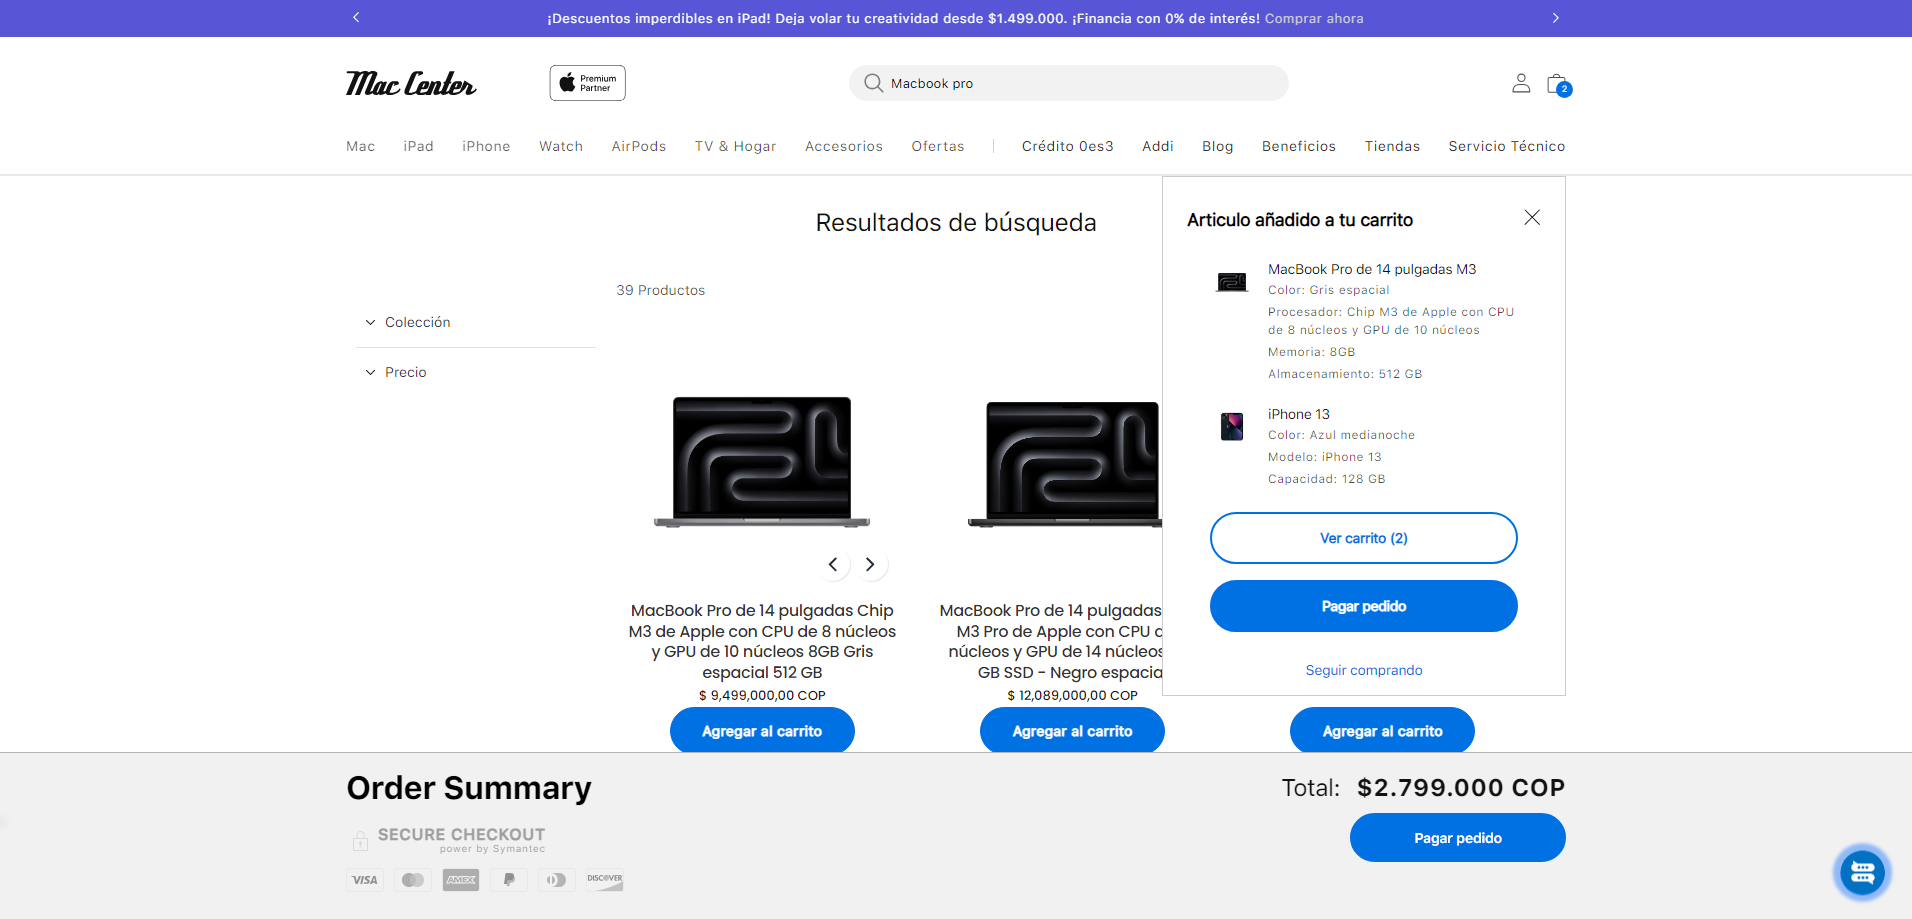 ¡Descuentos imperdibles en iPad! Deja volar tu creatividad desde $1.499.000. ¡Financia con 0% de interés! Comprar ahora
Mac Center
Premium
Partner
Macbook pro
2
Mac iPad iPhone Watch AirPods TV & Hogar Accesorios Ofertas Crédito 0es3 Addi Blog Beneficios Tiendas Servicio Técnico
Resultados de búsqueda
39 Productos
Colección
Precio
MacBook Pro de 14 pulgadas Chip
M3 de Apple con CPU de 8 núcleos
y GPU de 10 núcleos 8GB Gris
espacial 512 GB
$ 9,499,000,00 COP
Agregar al carrito
MacBook Pro de 14 pulgadas
M3 Pro de Apple con CPU
núcleos y GPU de 14 núcleos
GB SSD - Negro espacia
$ 12,089,000,00 COP
Agregar al carrito
Agregar al carrito
Articulo añadido a tu carrito
MacBook Pro de 14 pulgadas M3
Color: Gris espacial
Procesador: Chip M3 de Apple con CPU
de 8 núcleos y GPU de 10 núcleos
Memoria: 8GB
Almacenamiento: 512 GB
iPhone 13
Color: Azul medianoche
Modelo: iPhone 13
Capacidad: 128 GB
Ver carrito (2)
Pagar pedido
Seguir comprando
Order Summary
SECURE CHECKOUT
power by Symantec
VISA AMEX DISCOVER
Total: $2.799.000 COP
Pagar pedido